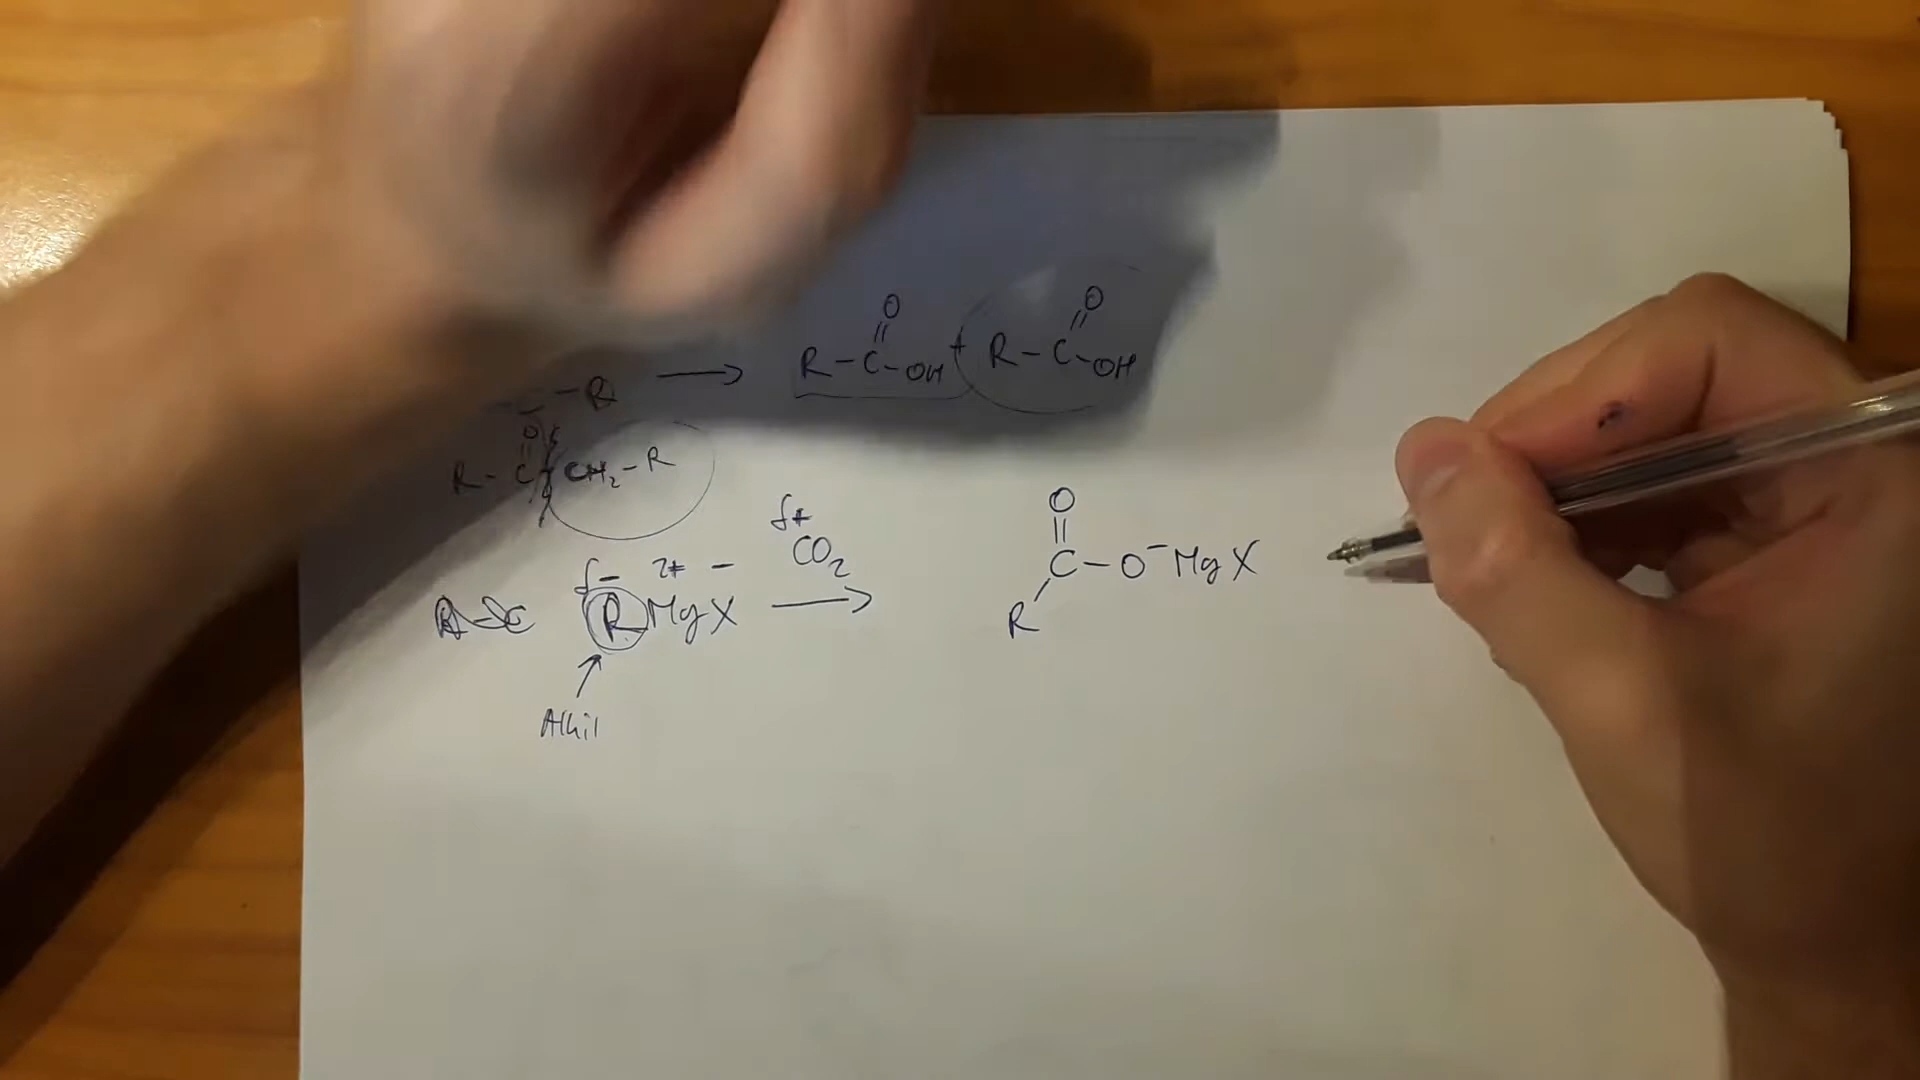 – R → R – C – OH + R – C – OH
O O
O
R – C CH₂ – R
δ+
CO₂
δ– 2+ –
R MgX →
O
C – O⁻ MgX
R
Alkil